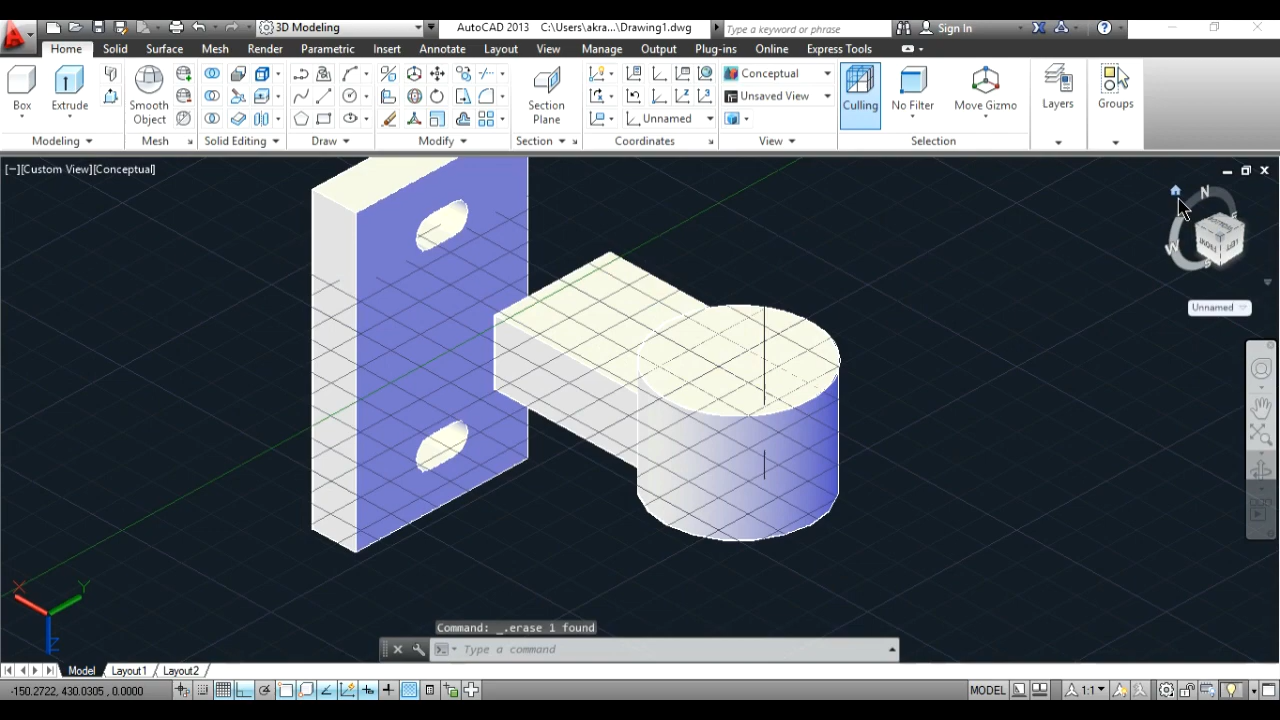 3D Modeling AutoCAD 2013 C:\Users\akra...\Drawing1.dwg Type a keyword or phrase Sign In
Home Solid Surface Mesh Render Parametric Insert Annotate Layout View Manage Output Plug-ins Online Express Tools
Box Extrude Smooth Object Section Plane Conceptual Unsaved View Unnamed Culling No Filter Move Gizmo Layers Groups
Modeling Mesh Solid Editing Draw Modify Section Coordinates View Selection
[−][Custom View][Conceptual]
N
W
S
Unnamed
X
Y
Z
Command: _.erase 1 found
Type a command
Model Layout1 Layout2
-150.2722, 430.0305, 0.0000 MODEL 1:1